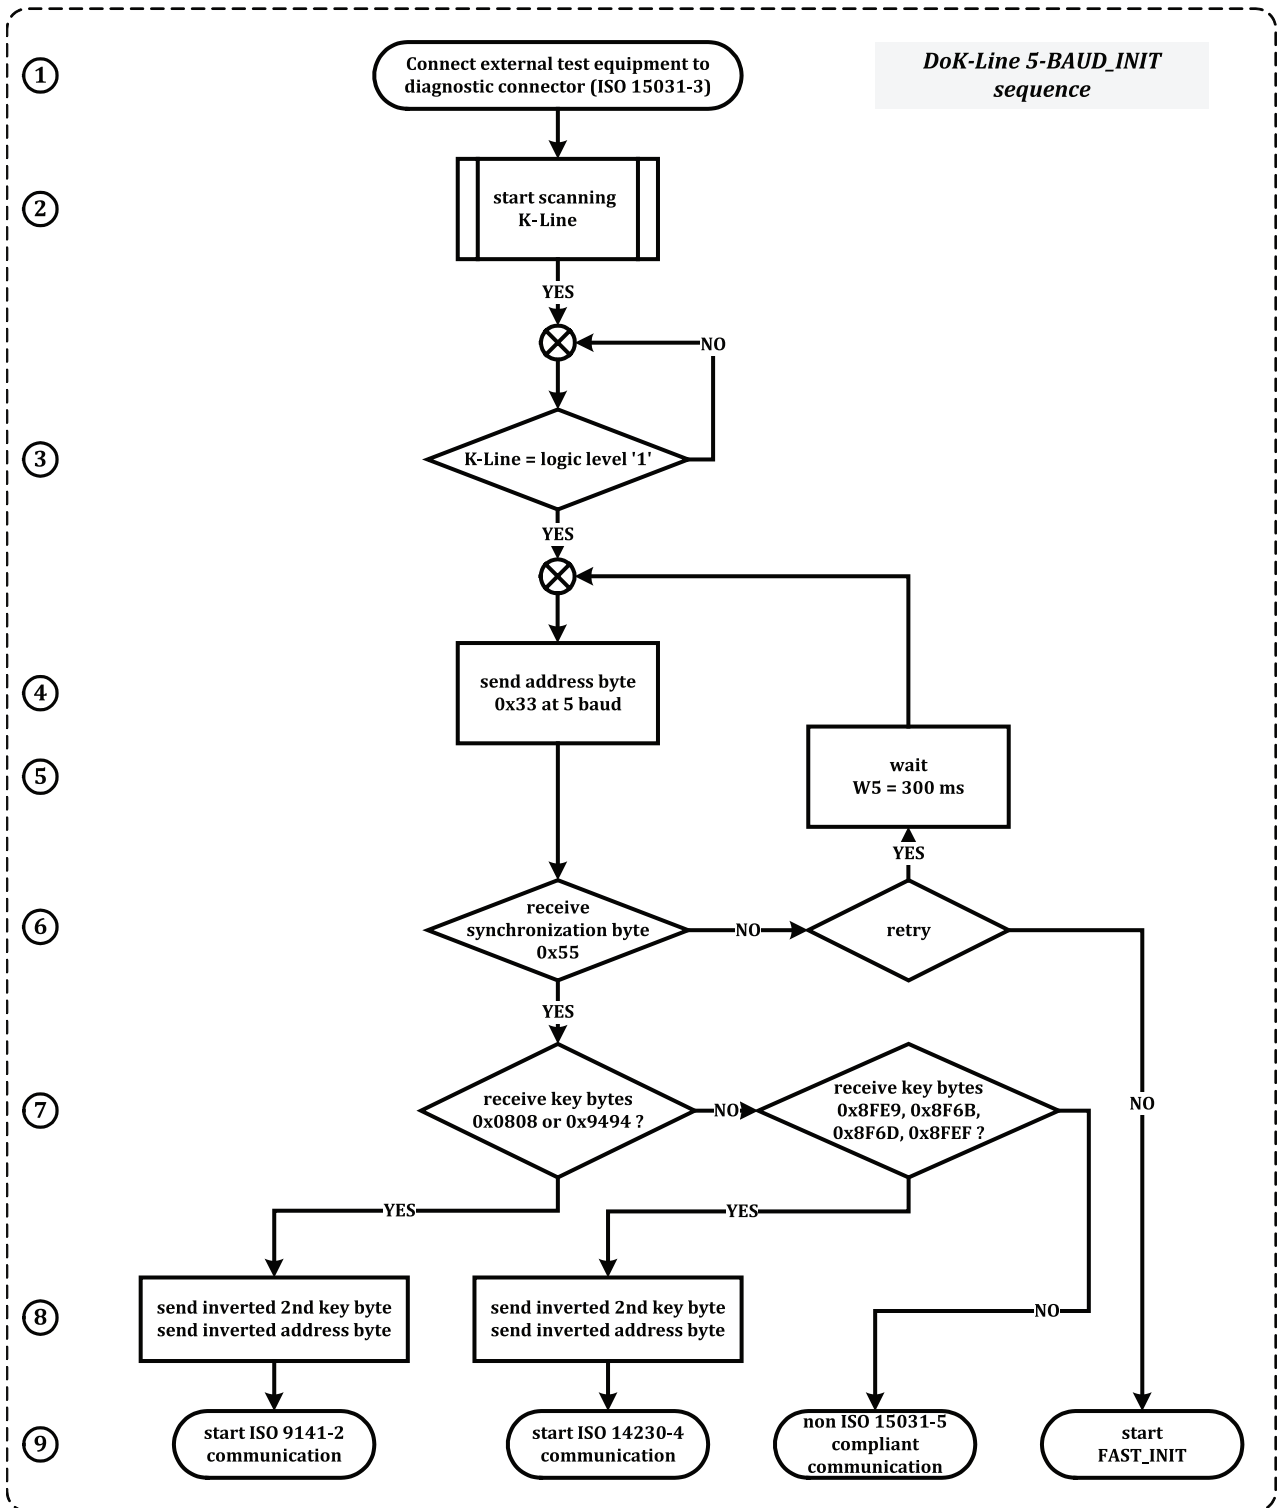 1
Connect external test equipment to
diagnostic connector (ISO 15031-3)
DoK-Line 5-BAUD_INIT
sequence
2
start scanning
K-Line
YES
NO
3
K-Line = logic level '1'
YES
4
send address byte
0x33 at 5 baud
5
wait
W5 = 300 ms
YES
6
receive
synchronization byte
0x55
NO
retry
YES
7
receive key bytes
0x0808 or 0x9494 ?
NO
receive key bytes
0x8FE9, 0x8F6B,
0x8F6D, 0x8FEF ?
NO
YES
YES
8
send inverted 2nd key byte
send inverted address byte
send inverted 2nd key byte
send inverted address byte
NO
9
start ISO 9141-2
communication
start ISO 14230-4
communication
non ISO 15031-5
compliant
communication
start
FAST_INIT